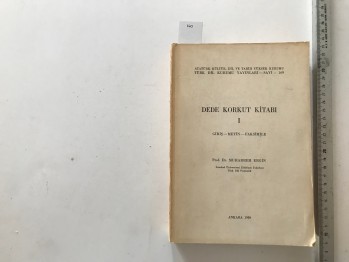 ATATÜRK KÜLTÜR, DİL VE TARİH YÜKSEK KURUMU
TÜRK DİL KURUMU YAYINLARI - SAYI : 169
DEDE KORKUT KİTABI
I
GİRİŞ - METİN - FAKSİMİLE
Prof. Dr. MUHARREM ERGİN
ANKARA